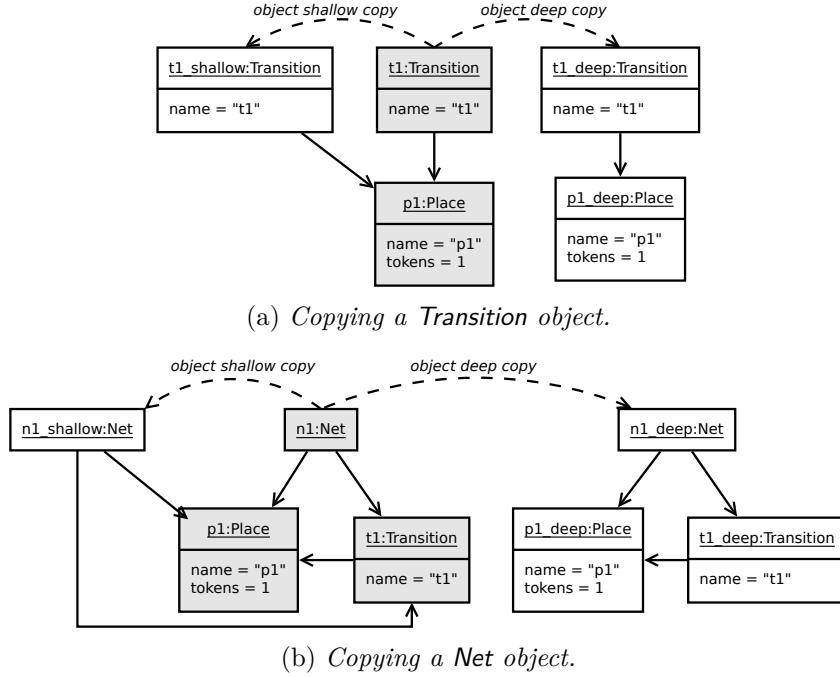 object shallow copy
object deep copy
t1_shallow:Transition
name = "t1"
t1:Transition
name = "t1"
t1_deep:Transition
name = "t1"
p1:Place
name = "p1"
tokens = 1
p1_deep:Place
name = "p1"
tokens = 1
(a) Copying a Transition object.
object shallow copy
object deep copy
n1_shallow:Net
n1:Net
n1_deep:Net
p1:Place
name = "p1"
tokens = 1
t1:Transition
name = "t1"
p1_deep:Place
name = "p1"
tokens = 1
t1_deep:Transition
name = "t1"
(b) Copying a Net object.